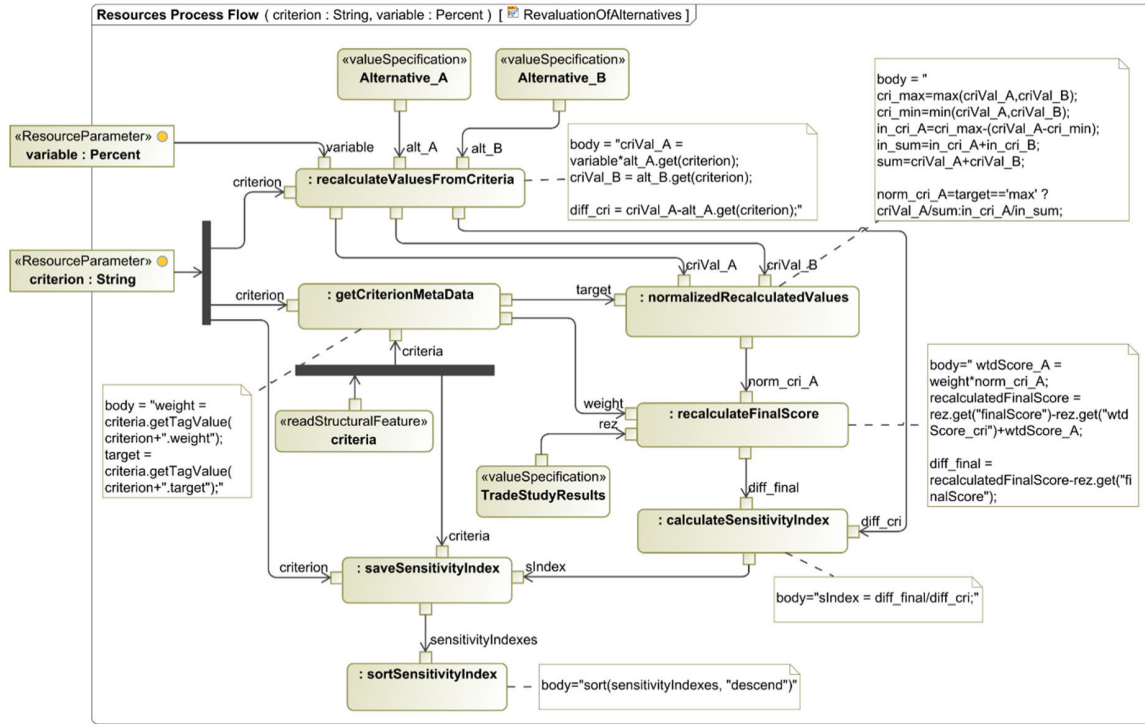 Resources Process Flow ( criterion : String, variable : Percent ) [ RevaluationOfAlternatives ]
«valueSpecification»
Alternative_A
«valueSpecification»
Alternative_B
body = "
cri_max=max(criVal_A,criVal_B);
cri_min=min(criVal_A,criVal_B);
in_cri_A=cri_max-(criVal_A-cri_min);
in_sum=in_cri_A+in_cri_B;
sum=criVal_A+criVal_B;
norm_cri_A=target=='max' ?
criVal_A/sum:in_cri_A/in_sum;
«ResourceParameter»
variable : Percent
variable
alt_A
alt_B
body = "criVal_A =
variable*alt_A.get(criterion);
criVal_B = alt_B.get(criterion);
diff_cri = criVal_A-alt_A.get(criterion);"
criterion
: recalculateValuesFromCriteria
«ResourceParameter»
criterion : String
criVal_A
criVal_B
criterion
: getCriterionMetaData
target
: normalizedRecalculatedValues
criteria
body = "weight =
criteria.getTagValue(
criterion+".weight");
target =
criteria.getTagValue(
criterion+".target");"
«readStructuralFeature»
criteria
norm_cri_A
weight
rez
: recalculateFinalScore
body=" wtdScore_A =
weight*norm_cri_A;
recalculatedFinalScore =
rez.get("finalScore")-rez.get("wtd
Score_cri")+wtdScore_A;
diff_final =
recalculatedFinalScore-rez.get("fi
nalScore");
«valueSpecification»
TradeStudyResults
diff_final
: calculateSensitivityIndex
diff_cri
criteria
criterion
: saveSensitivityIndex
sIndex
body="sIndex = diff_final/diff_cri;"
sensitivityIndexes
: sortSensitivityIndex
body="sort(sensitivityIndexes, "descend")"